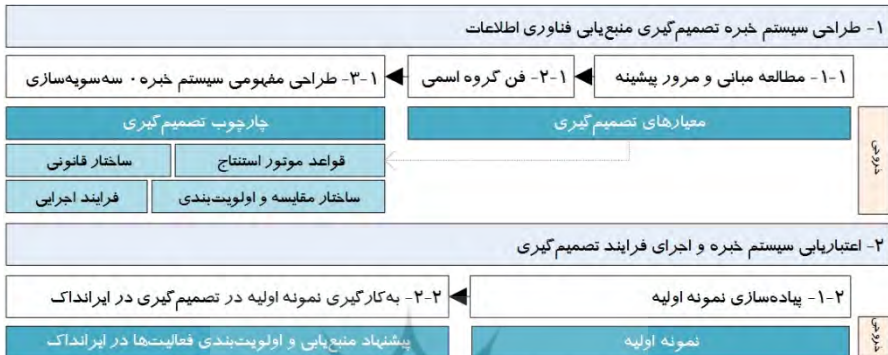 ۱- طراحی سیستم خبره تصمیم‌گیری منبع‌یابی فناوری اطلاعات
۱-۱- مطالعه مبانی و مرور پیشینه
۲-۱- فن گروه اسمی
۳-۱- طراحی مفهومی سیستم خبره · سه‌سویه‌سازی
خروجی
معیارهای تصمیم‌گیری
چارچوب تصمیم‌گیری
قواعد موتور استنتاج
ساختار قانونی
ساختار مقایسه و اولویت‌بندی
فرایند اجرایی
۲- اعتباریابی سیستم خبره و اجرای فرایند تصمیم‌گیری
۱-۲- پیاده‌سازی نمونه اولیه
۲-۲- به‌کارگیری نمونه اولیه در تصمیم‌گیری در ایرانداک
خروجی
نمونه اولیه
پیشنهاد منبع‌یابی و اولویت‌بندی فعالیت‌ها در ایرانداک